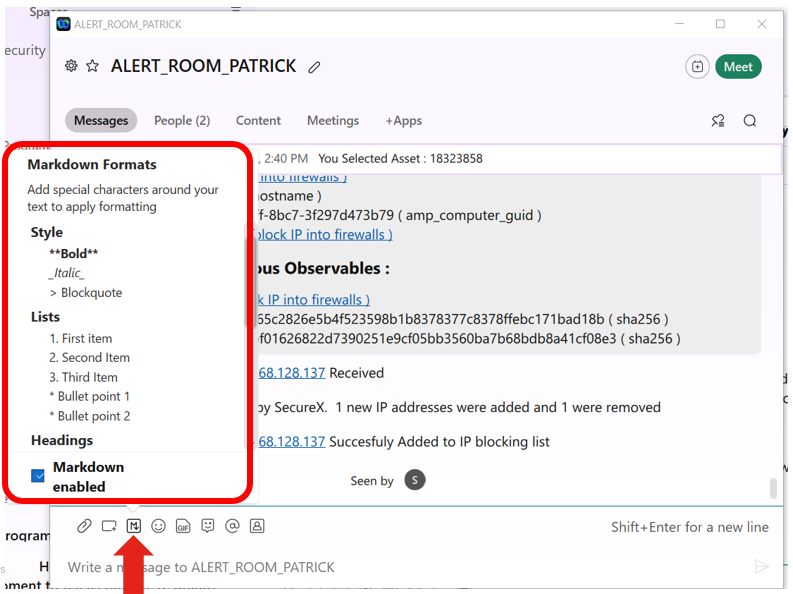 Spac
ALERT_ROOM_PATRICK
ecurity
ALERT_ROOM_PATRICK
Meet
Messages People (2) Content Meetings +Apps
, 2:40 PM You Selected Asset : 18323858
into firewalls )
hostname )
ff-8bc7-3f297d473b79 ( amp_computer_guid )
block IP into firewalls )
ous Observables :
k IP into firewalls )
65c2826e5b4f523598b1b8378377c8378ffebc171bad18b ( sha256 )
f01626822d7390251e9cf05bb3560ba7b68bdb8a41cf08e3 ( sha256 )
68.128.137 Received
by SecureX. 1 new IP addresses were added and 1 were removed
68.128.137 Succesfuly Added to IP blocking list
Seen by S
Markdown Formats
Add special characters around your
text to apply formatting
Style
**Bold**
_Italic_
> Blockquote
Lists
1. First item
2. Second Item
3. Third Item
* Bullet point 1
* Bullet point 2
Headings
Markdown
enabled
GIF
Shift+Enter for a new line
rogram
Write a message to ALERT_ROOM_PATRICK